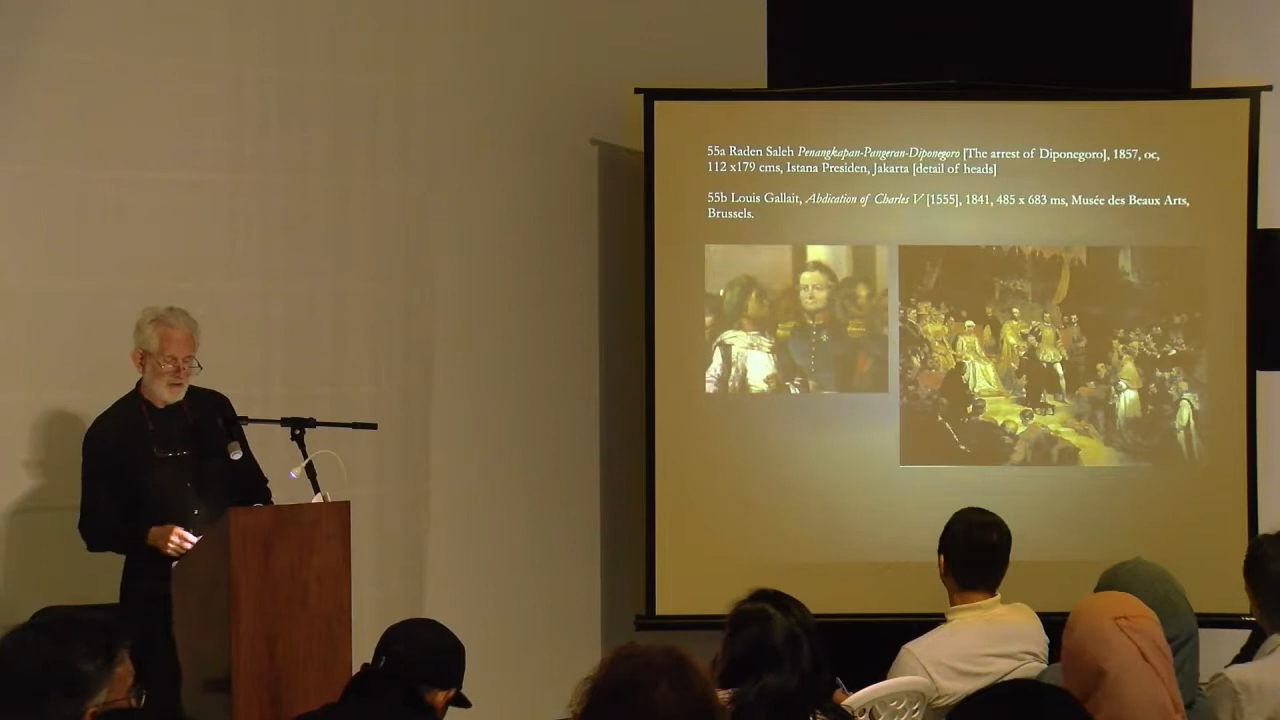 55a Raden Saleh Penangkapan-Pangeran-Diponegoro [The arrest of Diponegoro], 1857, oc,
112 x179 cms, Istana Presiden, Jakarta [detail of heads]
55b Louis Gallait, Abdication of Charles V [1555], 1841, 485 x 683 ms, Musée des Beaux Arts,
Brussels.